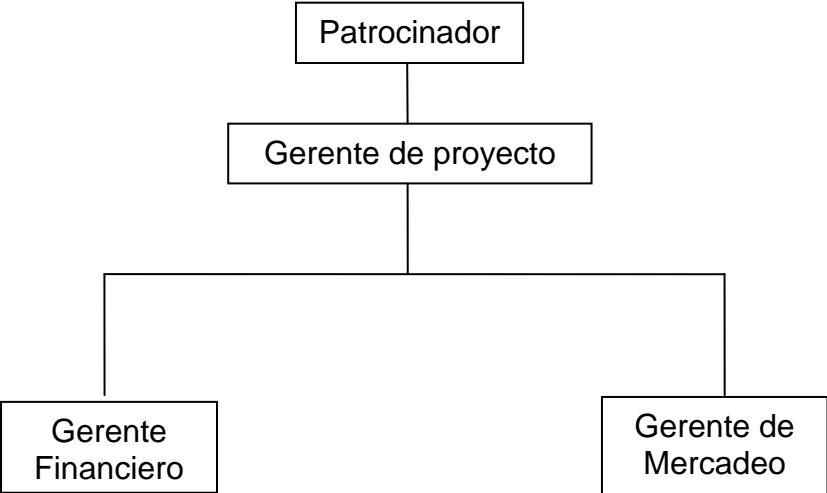 Patrocinador
Gerente de proyecto
Gerente
Financiero
Gerente de
Mercadeo